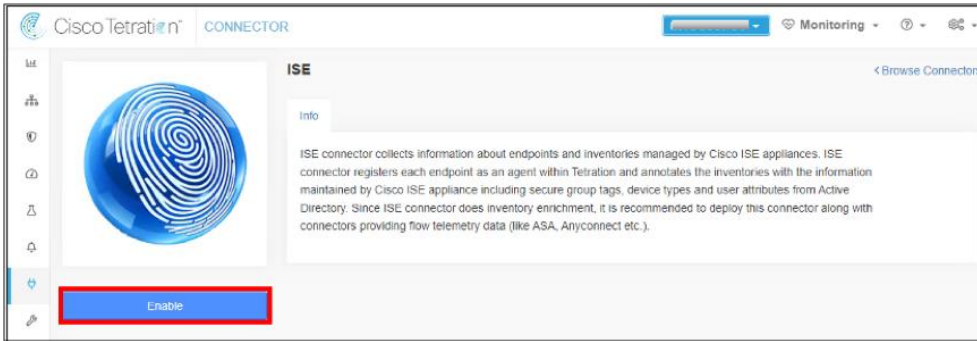 Cisco Tetration™ CONNECTOR
Monitoring
ISE
Browse Connectors
Info
ISE connector collects information about endpoints and inventories managed by Cisco ISE appliances. ISE
connector registers each endpoint as an agent within Tetration and annotates the inventories with the information
maintained by Cisco ISE appliance including secure group tags, device types and user attributes from Active
Directory. Since ISE connector does inventory enrichment, it is recommended to deploy this connector along with
connectors providing flow telemetry data (like ASA, Anyconnect etc.).
Enable